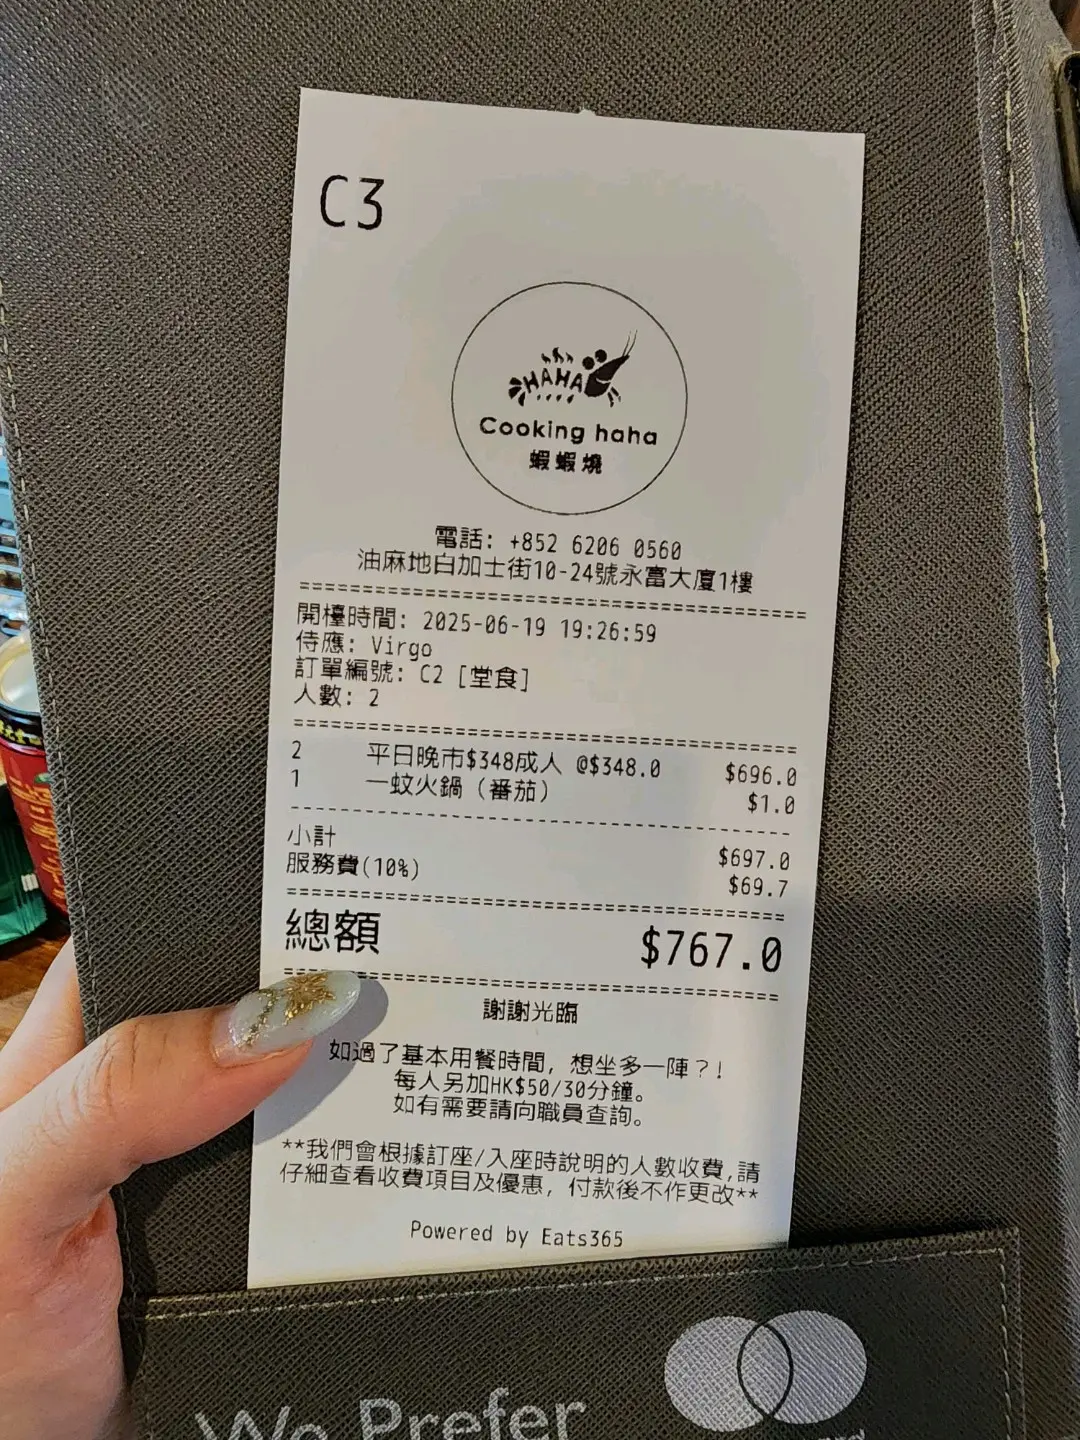 C3
HAHA
Cooking haha
蝦蝦燒
電話: +852 6206 0560
油麻地白加士街10-24號永富大廈1樓
開檯時間: 2025-06-19 19:26:59
侍應: Virgo
訂單編號: C2 [堂食]
人數: 2
2 平日晚市$348成人 @$348.0 $696.0
1 一蚊火鍋 (番茄) $1.0
小計 $697.0
服務費(10%) $69.7
總額 $767.0
謝謝光臨
如過了基本用餐時間, 想坐多一陣?!
每人另加HK$50/30分鐘。
如有需要請向職員查詢。
**我們會根據訂座/入座時說明的人數收費,請
仔細查看收費項目及優惠, 付款後不作更改**
Powered by Eats365
We Prefer